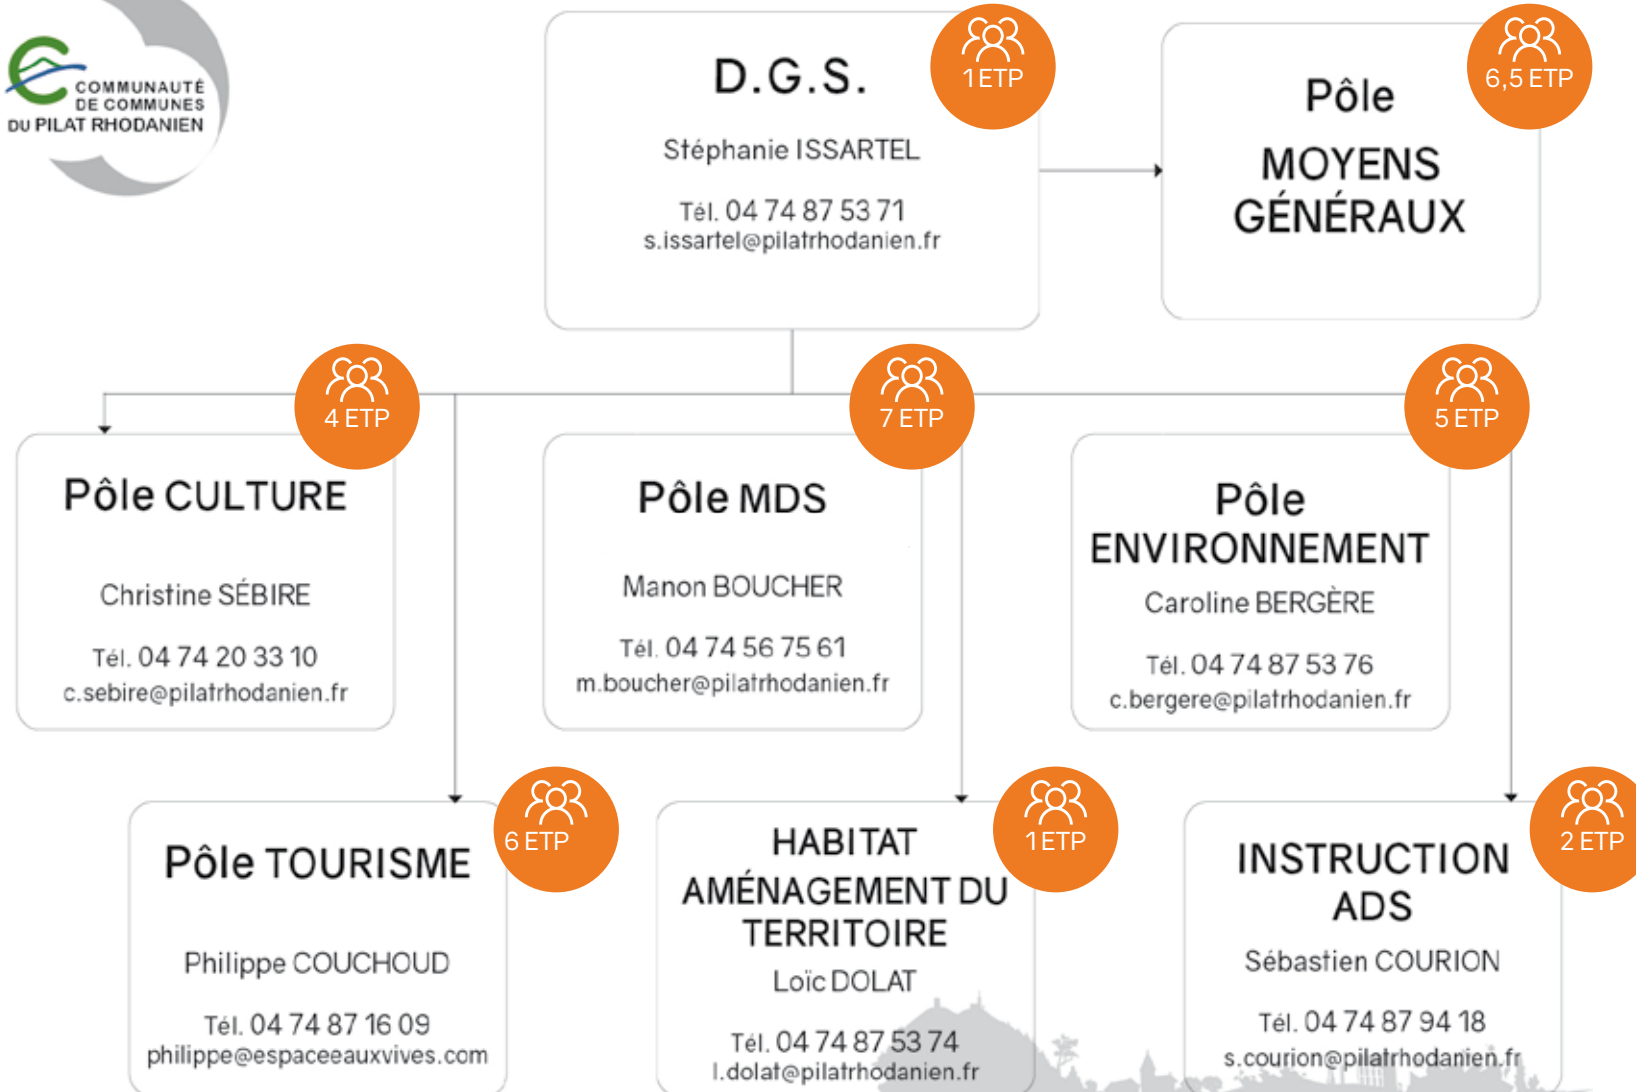 COMMUNAUTÉ
DE COMMUNES
DU PILAT RHODANIEN
D.G.S.
1 ETP
Stéphanie ISSARTEL
Tél. 04 74 87 53 71
s.issartel@pilatrhodanien.fr
Pôle
MOYENS
GÉNÉRAUX
6,5 ETP
4 ETP
Pôle CULTURE
Christine SÉBIRE
Tél. 04 74 20 33 10
c.sebire@pilatrhodanien.fr
7 ETP
Pôle MDS
Manon BOUCHER
Tél. 04 74 56 75 61
m.boucher@pilatrhodanien.fr
5 ETP
Pôle
ENVIRONNEMENT
Caroline BERGÈRE
Tél. 04 74 87 53 76
c.bergere@pilatrhodanien.fr
6 ETP
Pôle TOURISME
Philippe COUCHOUD
Tél. 04 74 87 16 09
philippe@espaceeauxvives.com
1 ETP
HABITAT
AMÉNAGEMENT DU
TERRITOIRE
Loïc DOLAT
Tél. 04 74 87 53 74
l.dolat@pilatrhodanien.fr
2 ETP
INSTRUCTION
ADS
Sébastien COURION
Tél. 04 74 87 94 18
s.courion@pilatrhodanien.fr